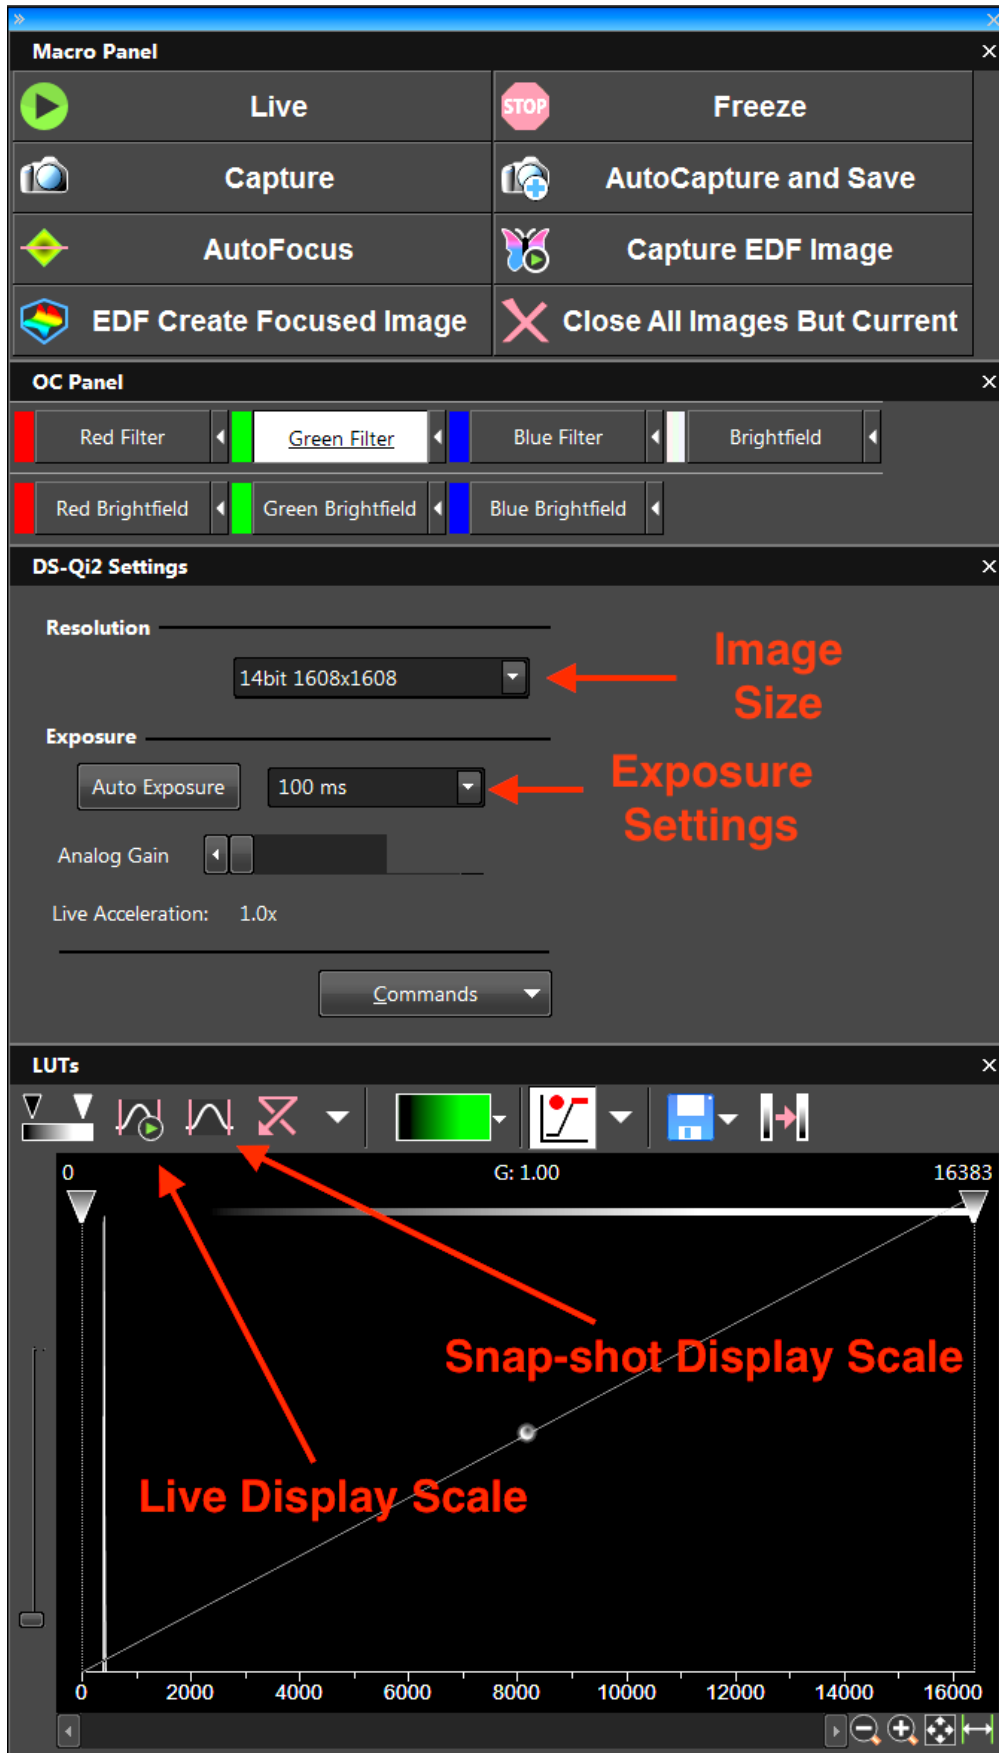 Macro Panel
Live
STOP
Freeze
Capture
AutoCapture and Save
AutoFocus
Capture EDF Image
EDF Create Focused Image
Close All Images But Current
OC Panel
Red Filter
Green Filter
Blue Filter
Brightfield
Red Brightfield
Green Brightfield
Blue Brightfield
DS-Qi2 Settings
Resolution
14bit 1608x1608
Image
Size
Exposure
Auto Exposure
100 ms
Exposure
Settings
Analog Gain
Live Acceleration: 1.0x
Commands
LUTs
0
G: 1.00
16383
Snap-shot Display Scale
Live Display Scale
0 2000 4000 6000 8000 10000 12000 14000 16000